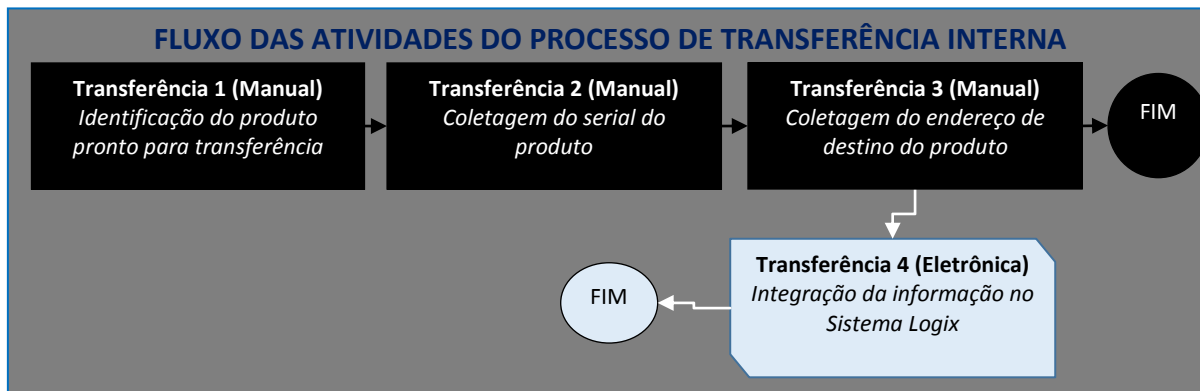 FLUXO DAS ATIVIDADES DO PROCESSO DE TRANSFERÊNCIA INTERNA
Transferência 1 (Manual)
Identificação do produto
pronto para transferência
Transferência 2 (Manual)
Coletagem do serial do
produto
Transferência 3 (Manual)
Coletagem do endereço de
destino do produto
FIM
Transferência 4 (Eletrônica)
Integração da informação no
Sistema Logix
FIM